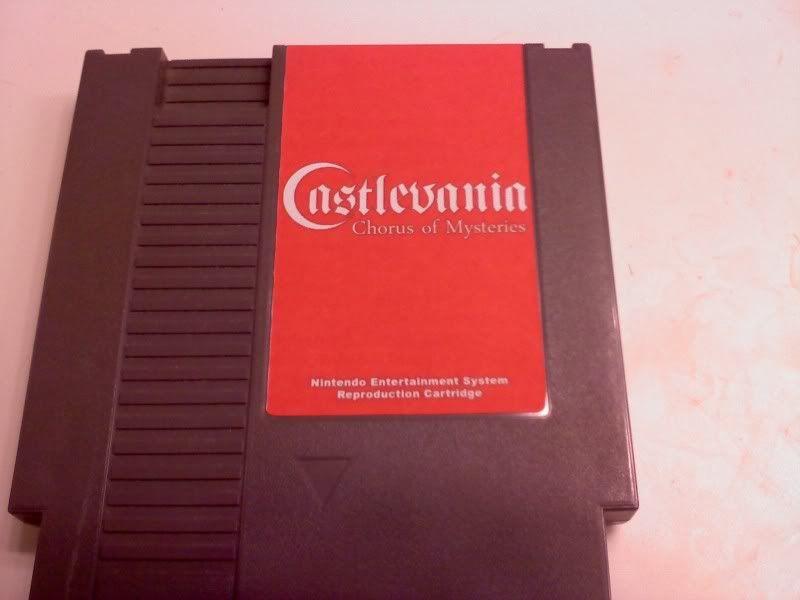 Castlevania
Chorus of Mysteries
Nintendo Entertainment System
Reproduction Cartridge